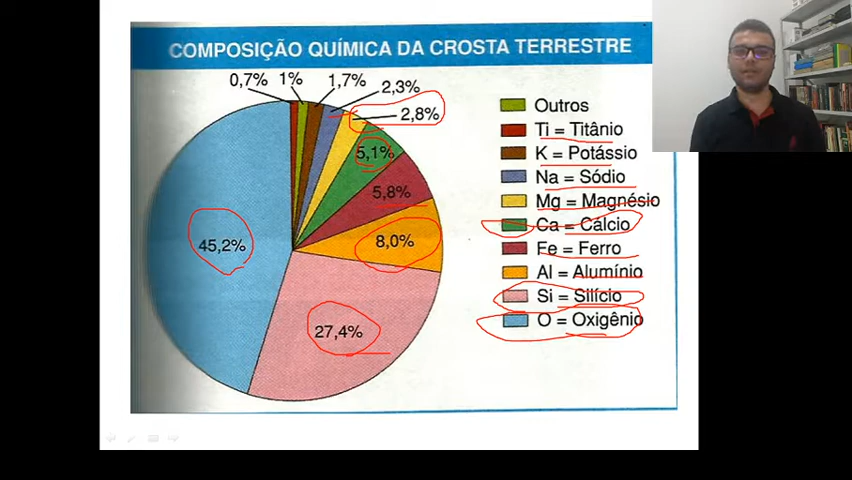 COMPOSIÇÃO QUÍMICA DA CROSTA TERRESTRE
0,7% 1% 1,7% 2,3%
2,8%
5,1%
5,8%
8,0%
45,2%
27,4%
Outros
Ti = Titânio
K = Potássio
Na = Sódio
Mg = Magnésio
Ca = Cálcio
Fe = Ferro
Al = Alumínio
Si = Silício
O = Oxigênio